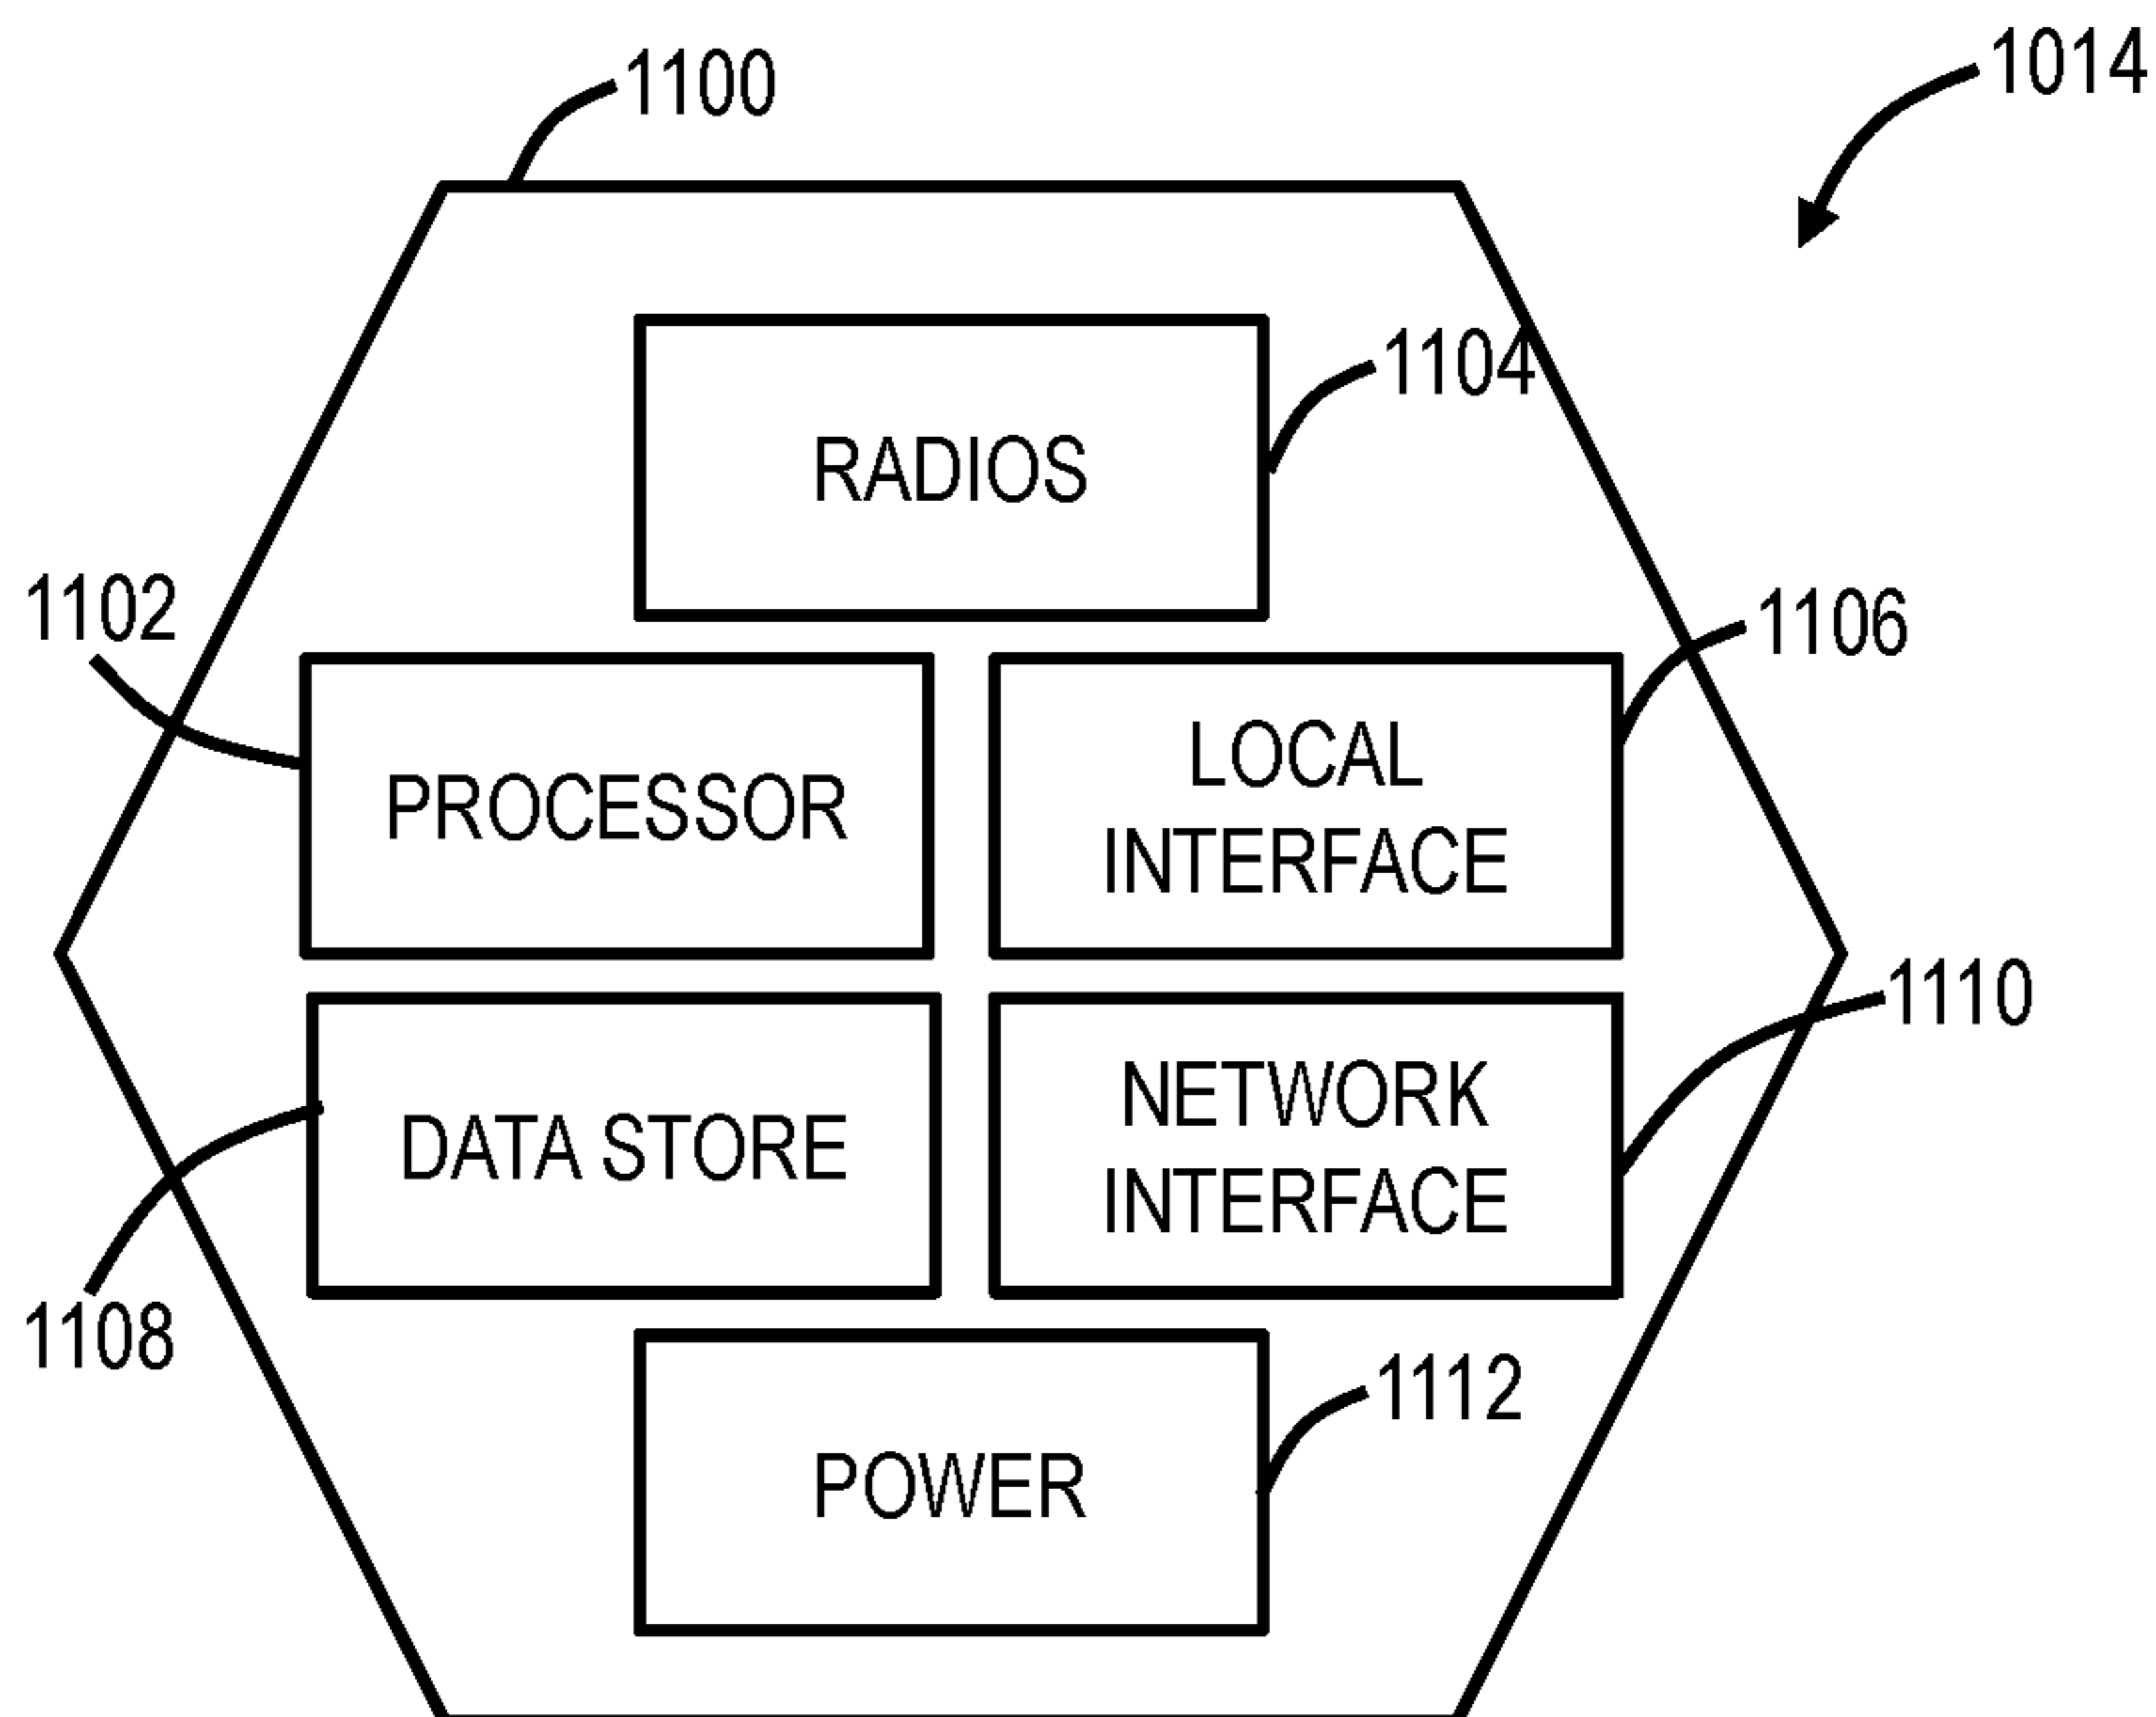 1100
1014
1104
RADIOS
1102
1106
PROCESSOR
LOCAL
INTERFACE
1110
DATA STORE
NETWORK
INTERFACE
1108
1112
POWER